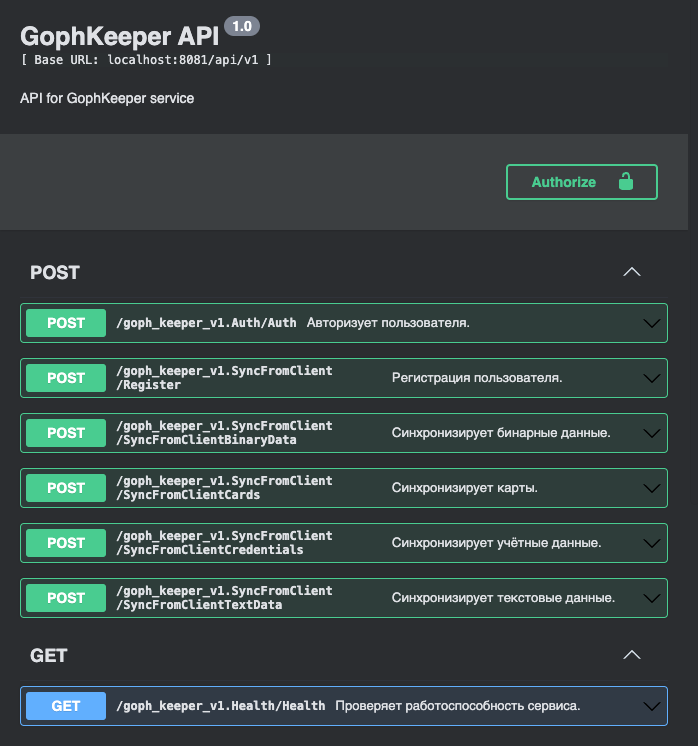 GophKeeper API 1.0
[ Base URL: localhost:8081/api/v1 ]
API for GophKeeper service
Authorize
POST
POST /goph_keeper_v1.Auth/Auth Авторизует пользователя.
POST /goph_keeper_v1.SyncFromClient
/Register Регистрация пользователя.
POST /goph_keeper_v1.SyncFromClient
/SyncFromClientBinaryData Синхронизирует бинарные данные.
POST /goph_keeper_v1.SyncFromClient
/SyncFromClientCards Синхронизирует карты.
POST /goph_keeper_v1.SyncFromClient
/SyncFromClientCredentials Синхронизирует учётные данные.
POST /goph_keeper_v1.SyncFromClient
/SyncFromClientTextData Синхронизирует текстовые данные.
GET
GET /goph_keeper_v1.Health/Health Проверяет работоспособность сервиса.